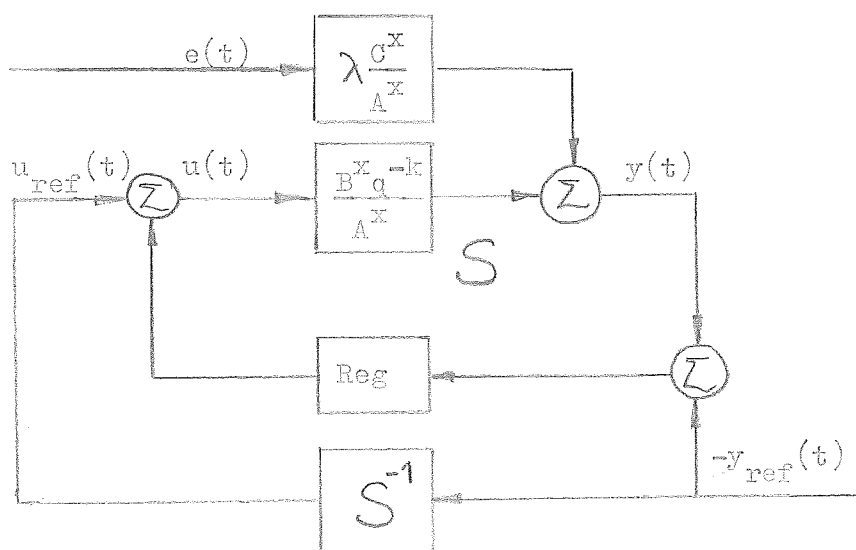 e(t)
λ C^x
A^x
u_ref(t)
u(t)
B^x q^-k
A^x
y(t)
Σ
Σ
S
Reg
Σ
S^-1
-y_ref(t)